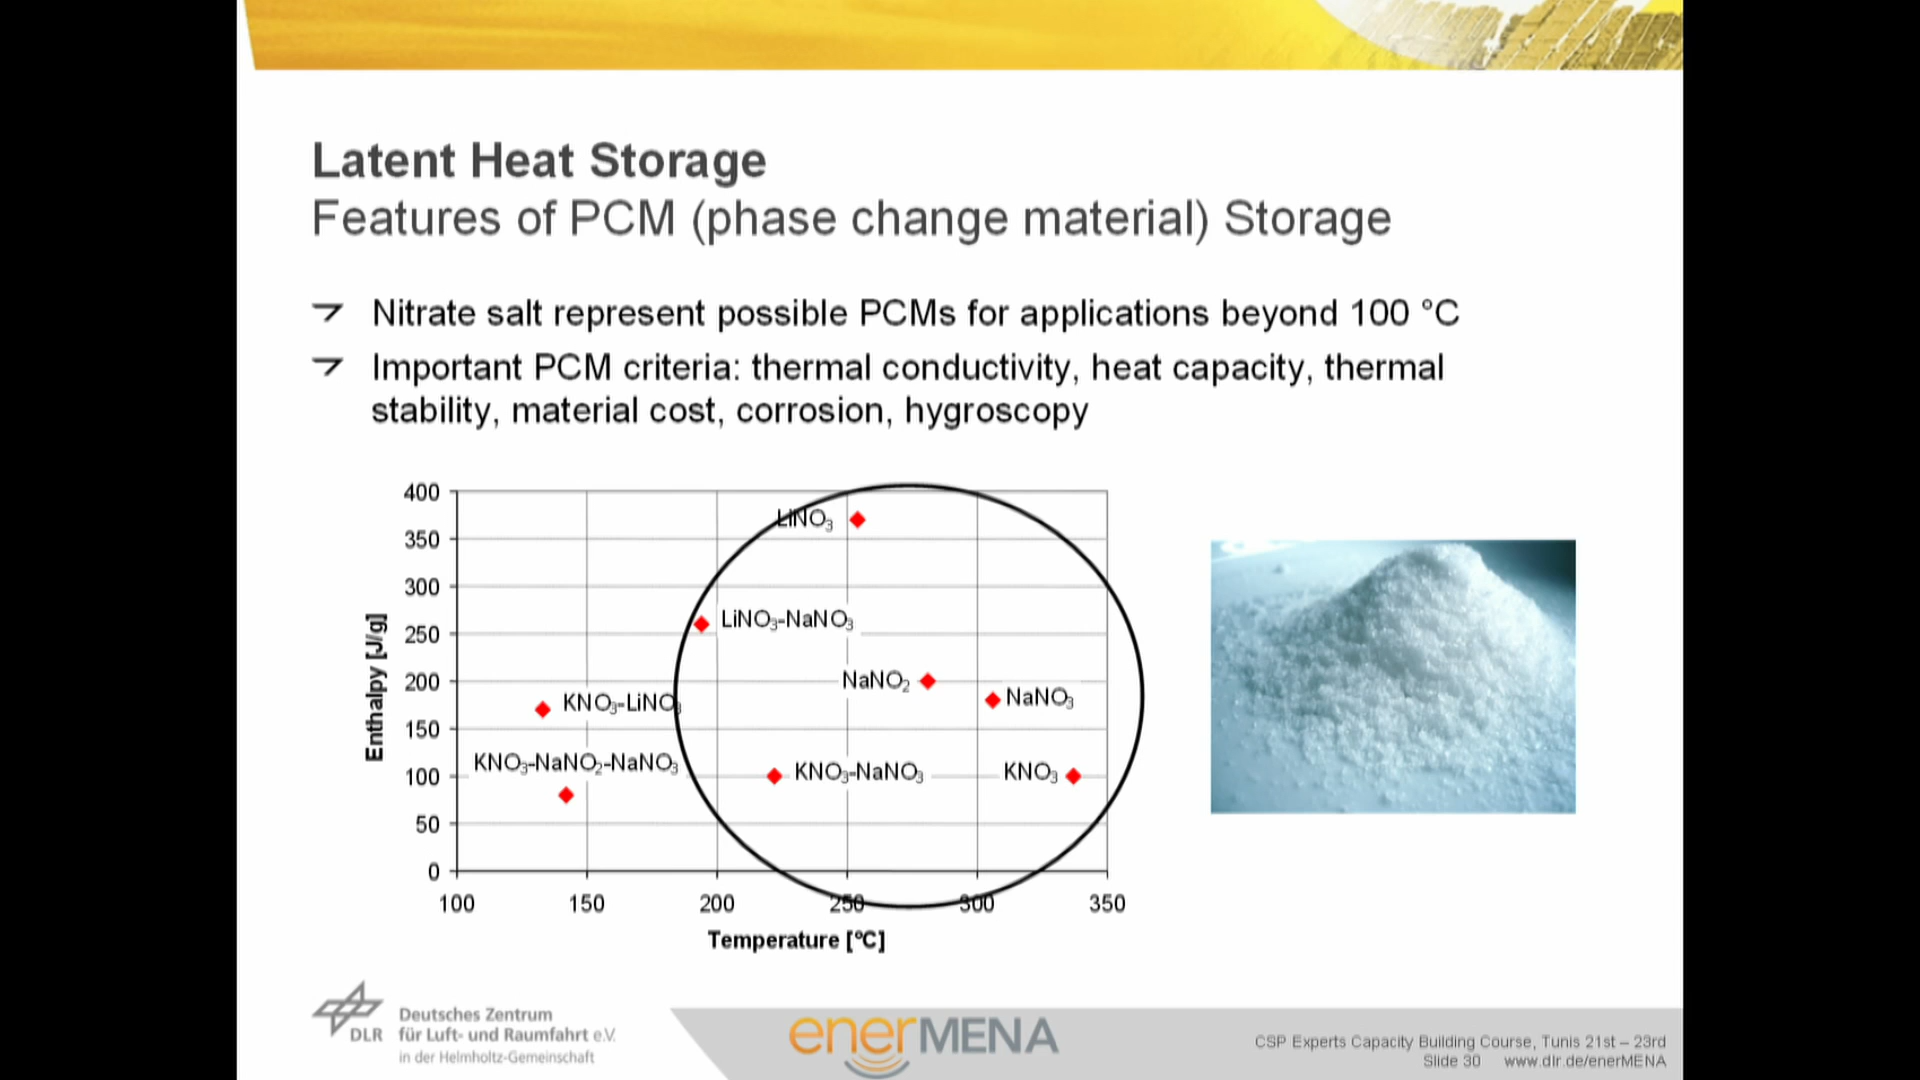 Latent Heat Storage
Features of PCM (phase change material) Storage
Nitrate salt represent possible PCMs for applications beyond 100 °C
Important PCM criteria: thermal conductivity, heat capacity, thermal
stability, material cost, corrosion, hygroscopy
400
350
300
250
200
150
100
50
0
Enthalpy [J/g]
LiNO₃
LiNO₃-NaNO₃
NaNO₂
NaNO₃
KNO₃-LiNO₃
KNO₃-NaNO₂-NaNO₃
KNO₃-NaNO₃
KNO₃
100 150 200 250 300 350
Temperature [°C]
DLR
Deutsches Zentrum
für Luft- und Raumfahrt e.V.
in der Helmholtz-Gemeinschaft
enerMENA
CSP Experts Capacity Building Course, Tunis 21st – 23rd
Slide 30 www.dlr.de/enerMENA